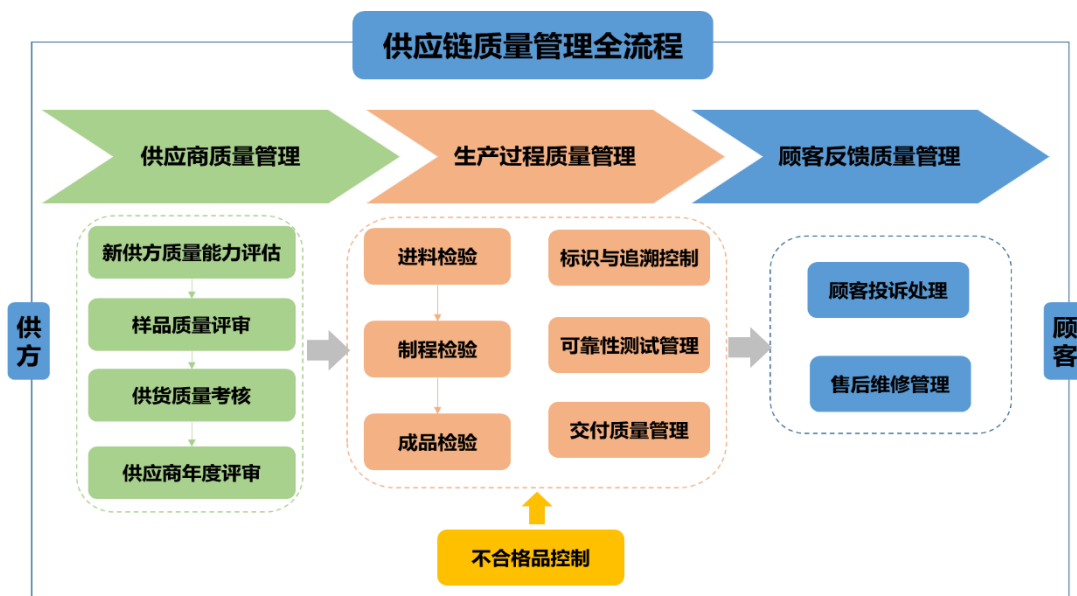 供应链质量管理全流程
供应商质量管理
生产过程质量管理
顾客反馈质量管理
新供方质量能力评估
样品质量评审
供货质量考核
供应商年度评审
进料检验
制程检验
成品检验
标识与追溯控制
可靠性测试管理
交付质量管理
顾客投诉处理
售后维修管理
供方
顾客
不合格品控制